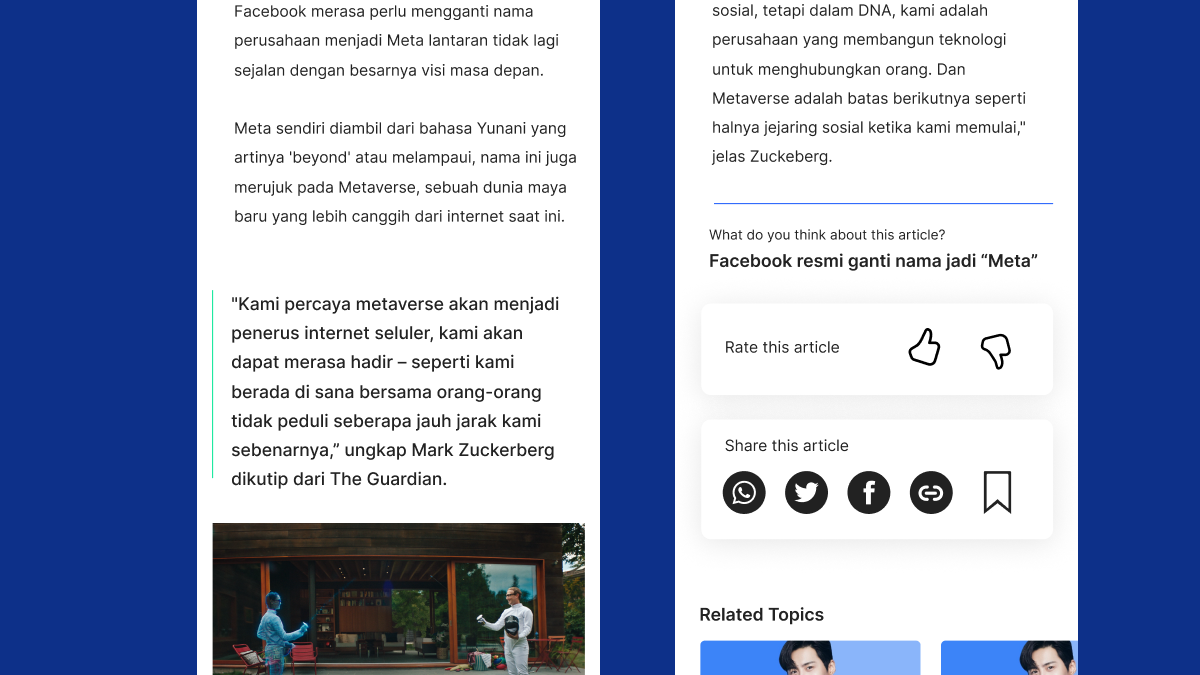 Facebook merasa perlu mengganti nama
perusahaan menjadi Meta lantaran tidak lagi
sejalan dengan besarnya visi masa depan.
Meta sendiri diambil dari bahasa Yunani yang
artinya 'beyond' atau melampaui, nama ini juga
merujuk pada Metaverse, sebuah dunia maya
baru yang lebih canggih dari internet saat ini.
"Kami percaya metaverse akan menjadi
penerus internet seluler, kami akan
dapat merasa hadir – seperti kami
berada di sana bersama orang-orang
tidak peduli seberapa jauh jarak kami
sebenarnya,” ungkap Mark Zuckerberg
dikutip dari The Guardian.
sosial, tetapi dalam DNA, kami adalah
perusahaan yang membangun teknologi
untuk menghubungkan orang. Dan
Metaverse adalah batas berikutnya seperti
halnya jejaring sosial ketika kami memulai,"
jelas Zuckeberg.
What do you think about this article?
Facebook resmi ganti nama jadi “Meta”
Rate this article
Share this article
Related Topics